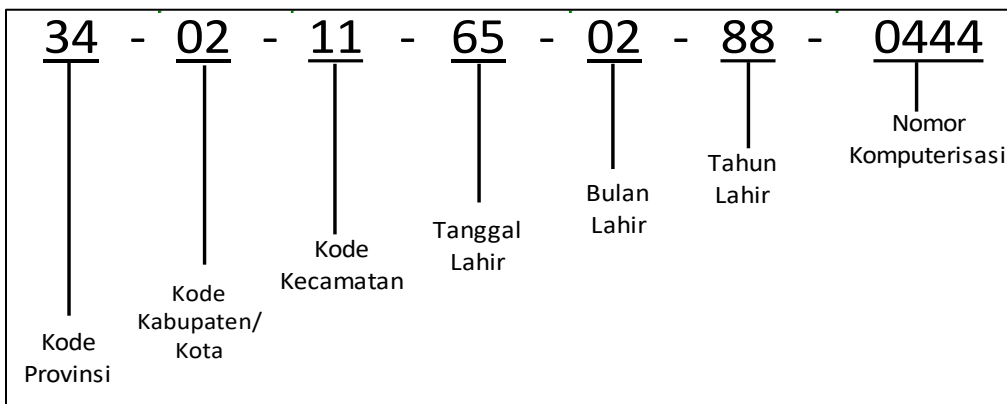 34 - 02 - 11 - 65 - 02 - 88 - 0444
Kode
Provinsi
Kode
Kabupaten/
Kota
Kode
Kecamatan
Tanggal
Lahir
Bulan
Lahir
Tahun
Lahir
Nomor
Komputerisasi